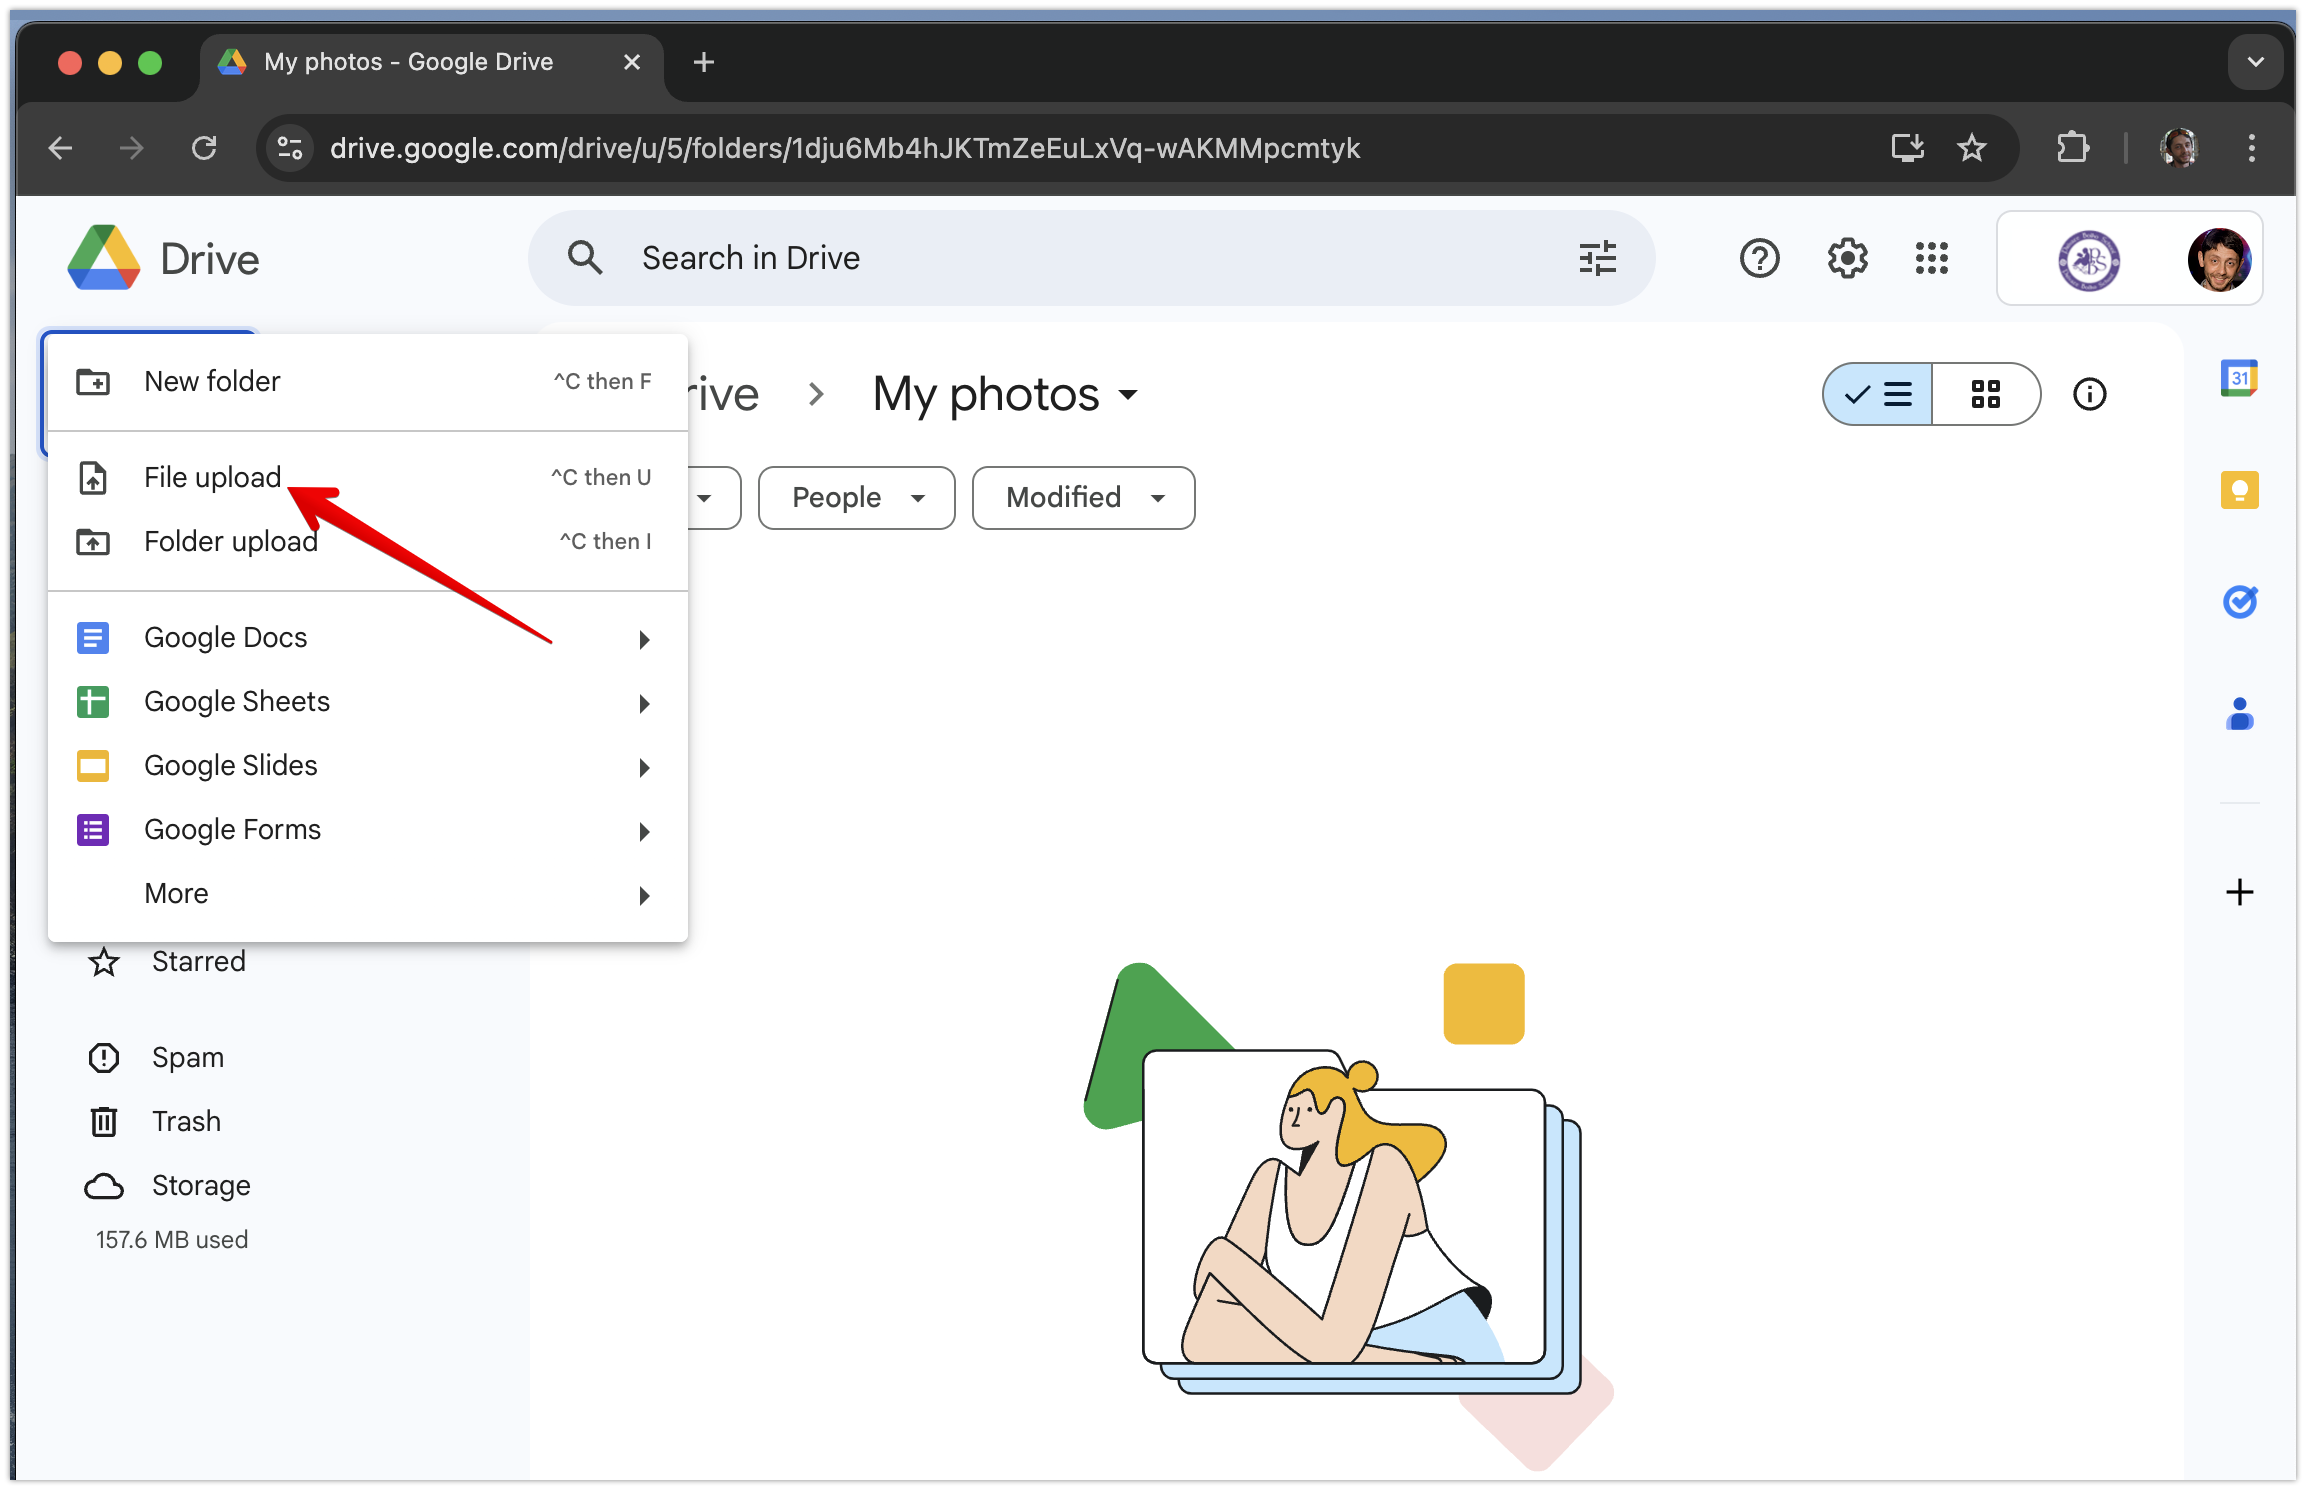 My photos - Google Drive
drive.google.com/drive/u/5/folders/1dju6Mb4hJKTmZeEuLxVq-wAKMMpcmtyk
Drive
Search in Drive
New folder ^C then F
rive > My photos
31
File upload ^C then U
People
Modified
Folder upload ^C then I
Google Docs
Google Sheets
Google Slides
Google Forms
More
Starred
Spam
Trash
Storage
157.6 MB used